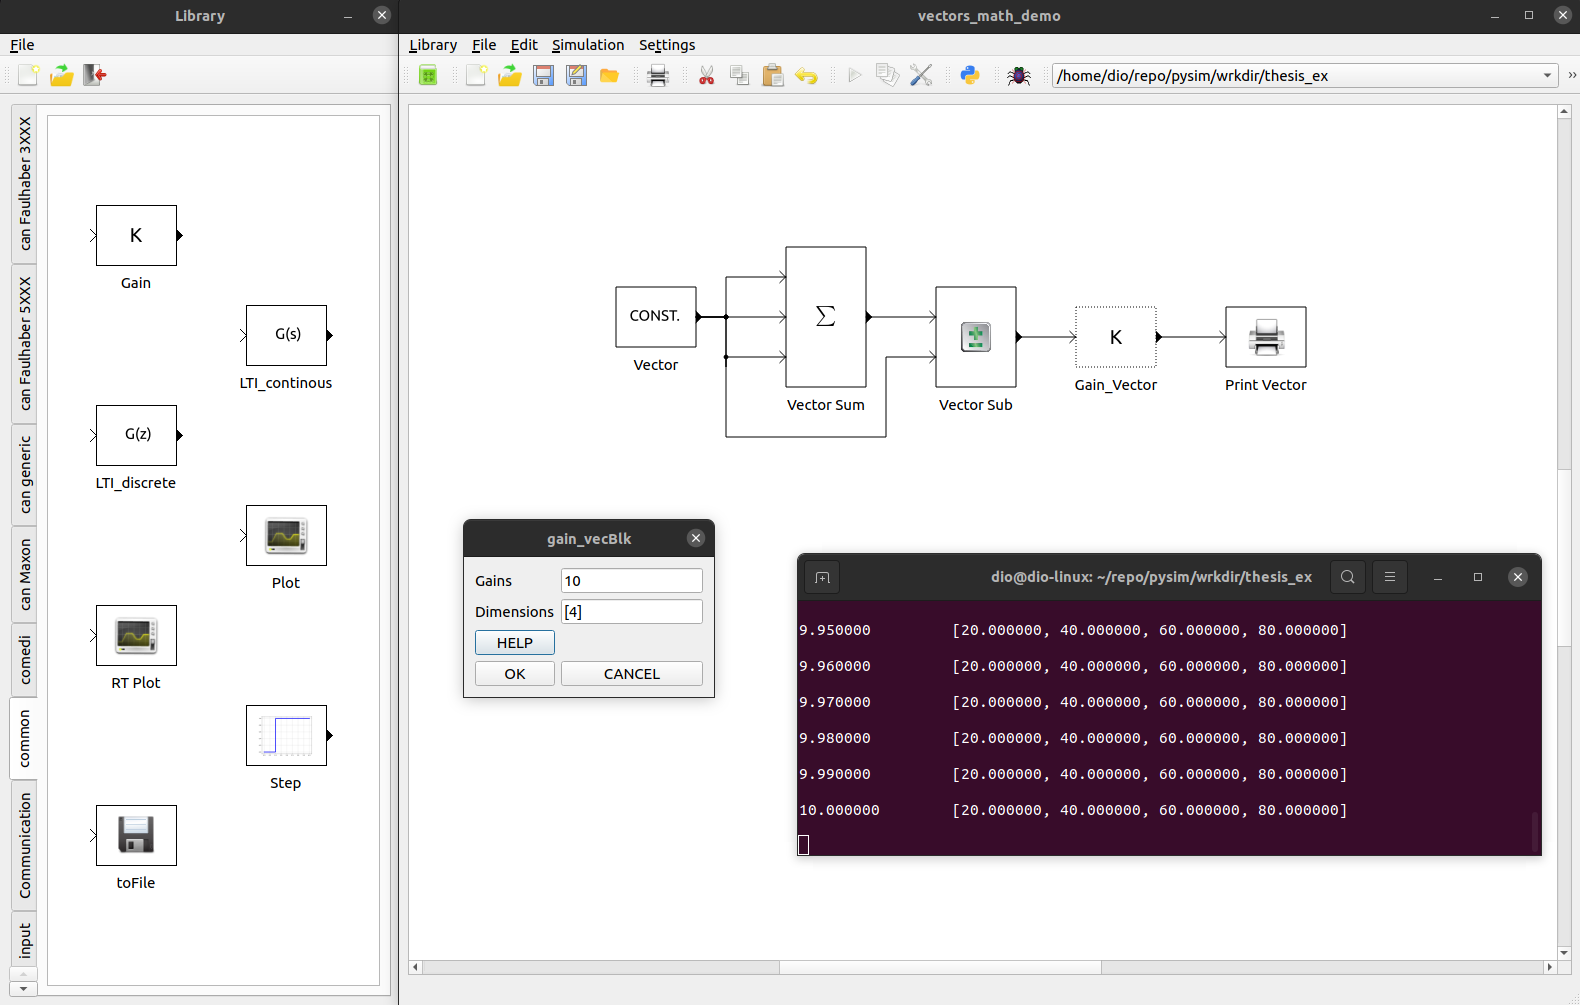 Library
File
can Faulhaber 3XXX
can Faulhaber 5XXX
can generic
can Maxon
comedi
common
Communication
input
K
Gain
G(s)
LTI_continous
G(z)
LTI_discrete
Plot
RT Plot
Step
toFile
vectors_math_demo
Library File Edit Simulation Settings
/home/dio/repo/pysim/wrkdir/thesis_ex
»
CONST.
Vector
Σ
Vector Sum
±
Vector Sub
K
Gain_Vector
Print Vector
gain_vecBlk
Gains 10
Dimensions [4]
HELP
OK CANCEL
dio@dio-linux: ~/repo/pysim/wrkdir/thesis_ex
9.950000 [20.000000, 40.000000, 60.000000, 80.000000]
9.960000 [20.000000, 40.000000, 60.000000, 80.000000]
9.970000 [20.000000, 40.000000, 60.000000, 80.000000]
9.980000 [20.000000, 40.000000, 60.000000, 80.000000]
9.990000 [20.000000, 40.000000, 60.000000, 80.000000]
10.000000 [20.000000, 40.000000, 60.000000, 80.000000]